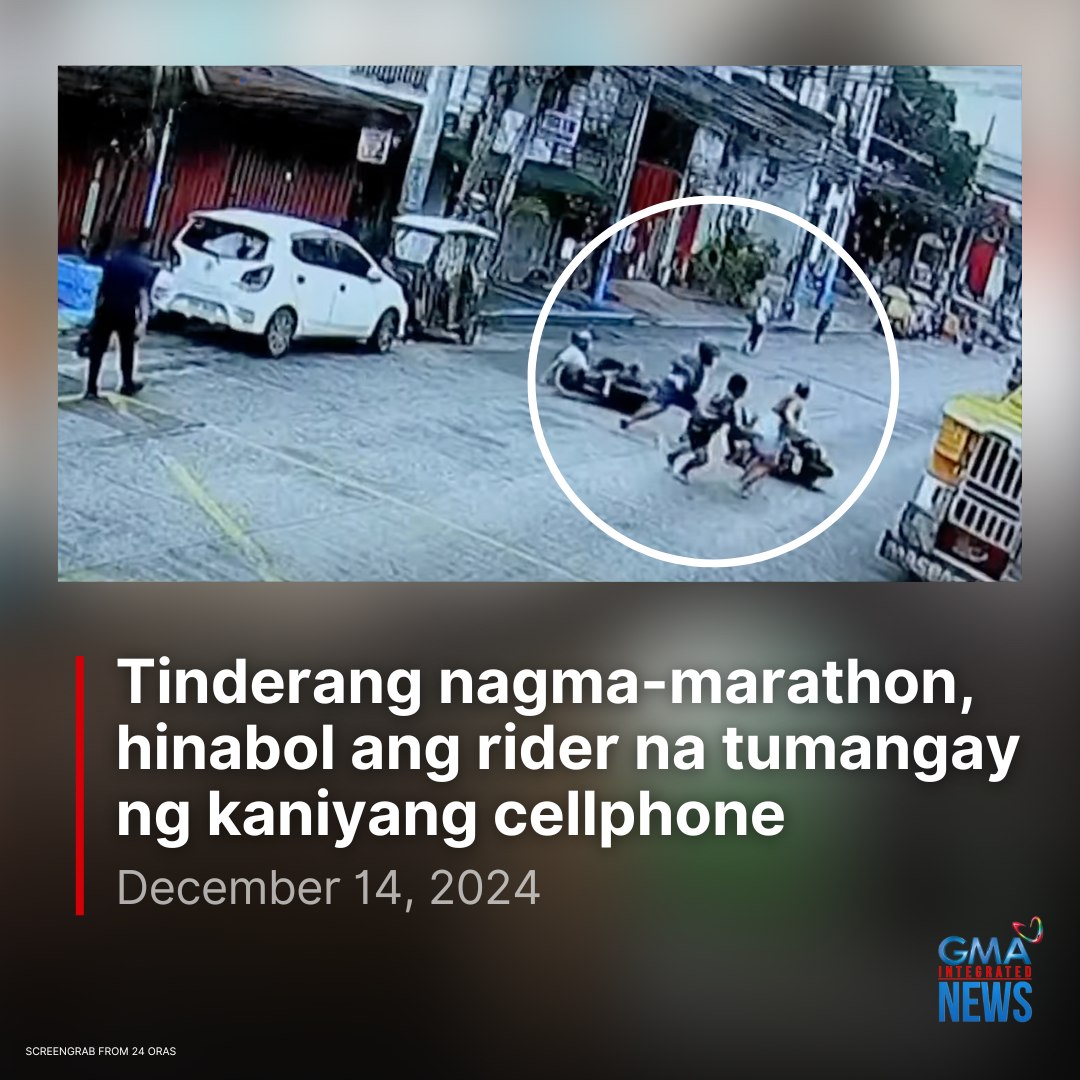 Tinderang nagma-marathon,
hinabol ang rider na tumangay
ng kaniyang cellphone
December 14, 2024
GMA
INTEGRATED
NEWS
SCREENGRAB FROM 24 ORAS